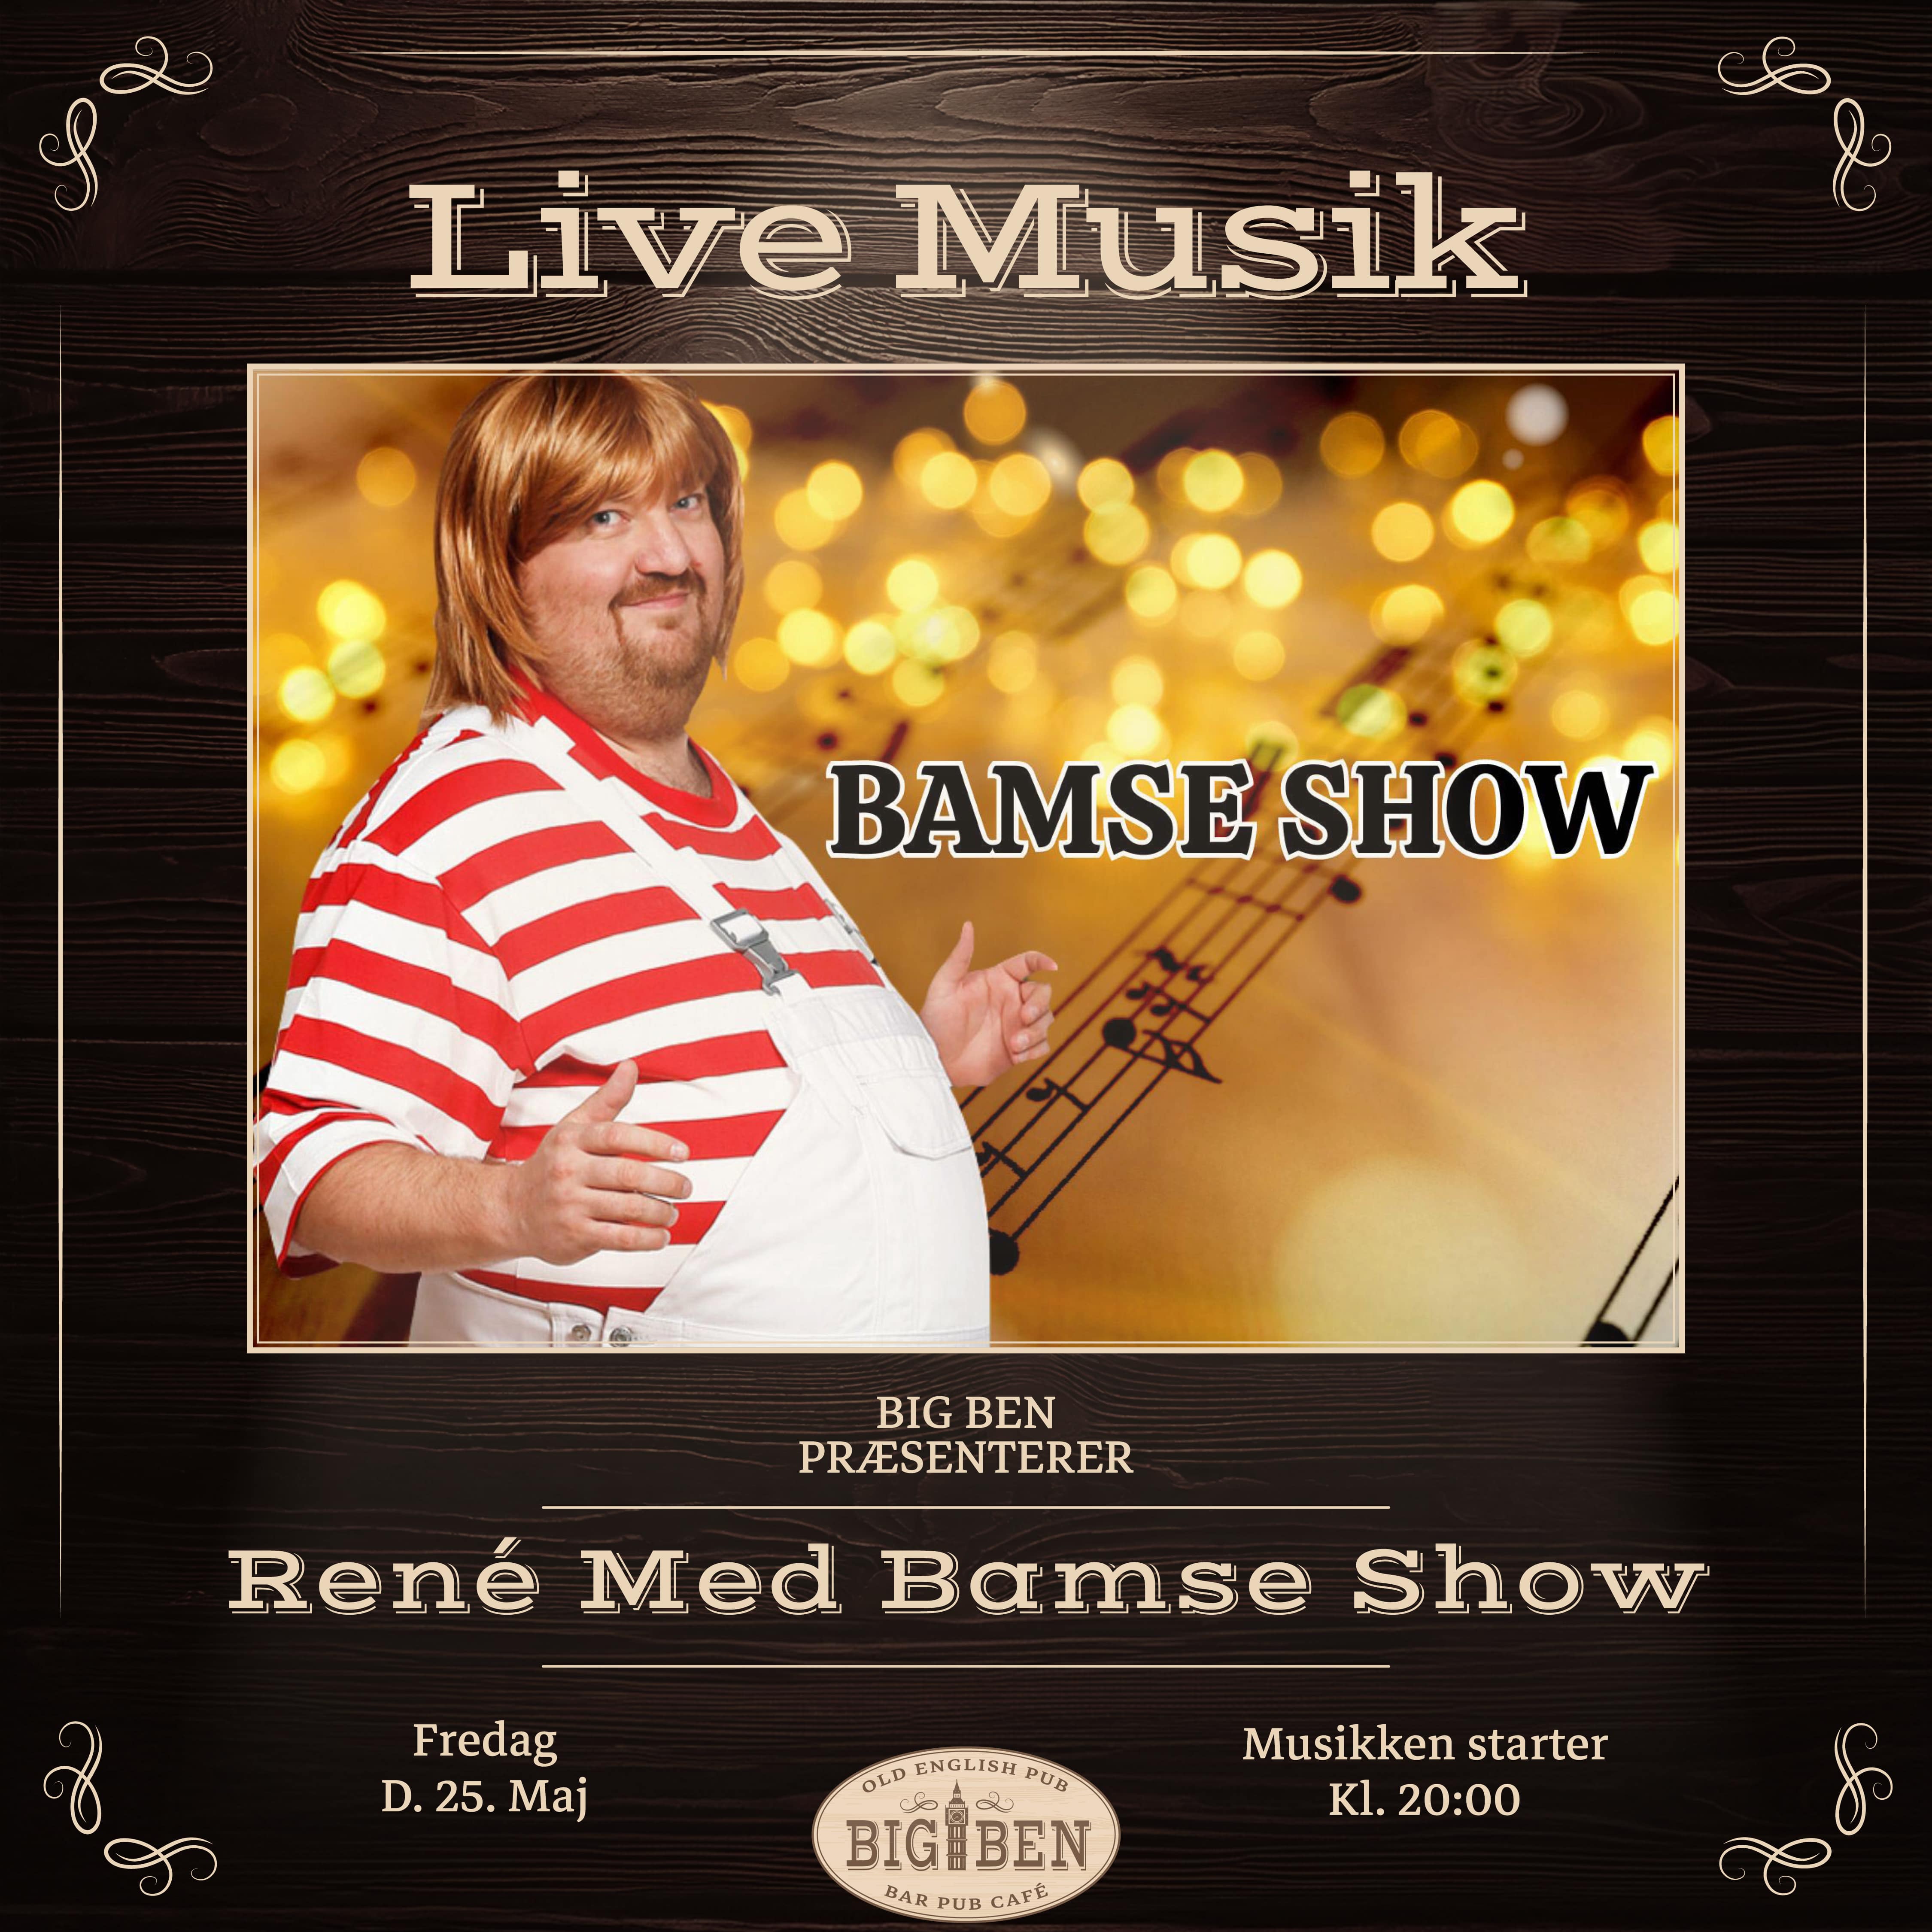 Live Musik
BAMSE SHOW
BIG BEN
PRÆSENTERER
René Med Bamse Show
Fredag
D. 25. Maj
Musikken starter
Kl. 20:00
OLD ENGLISH PUB
BIG BEN
BAR PUB CAFÉ